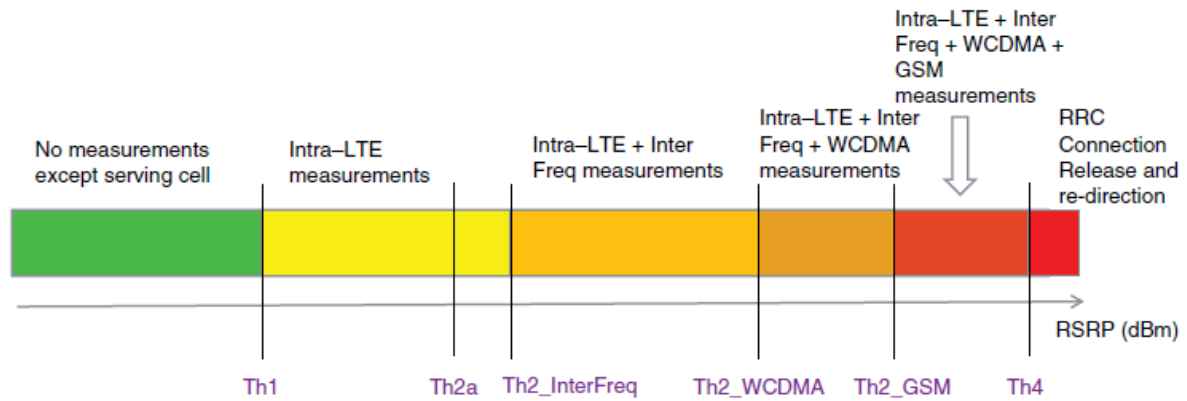 No measurements
except serving cell
Intra–LTE
measurements
Intra–LTE + Inter
Freq measurements
Intra–LTE + Inter
Freq + WCDMA
measurements
Intra–LTE + Inter
Freq + WCDMA +
GSM
measurements
RRC
Connection
Release and
re-direction
RSRP (dBm)
Th1
Th2a
Th2_InterFreq
Th2_WCDMA
Th2_GSM
Th4